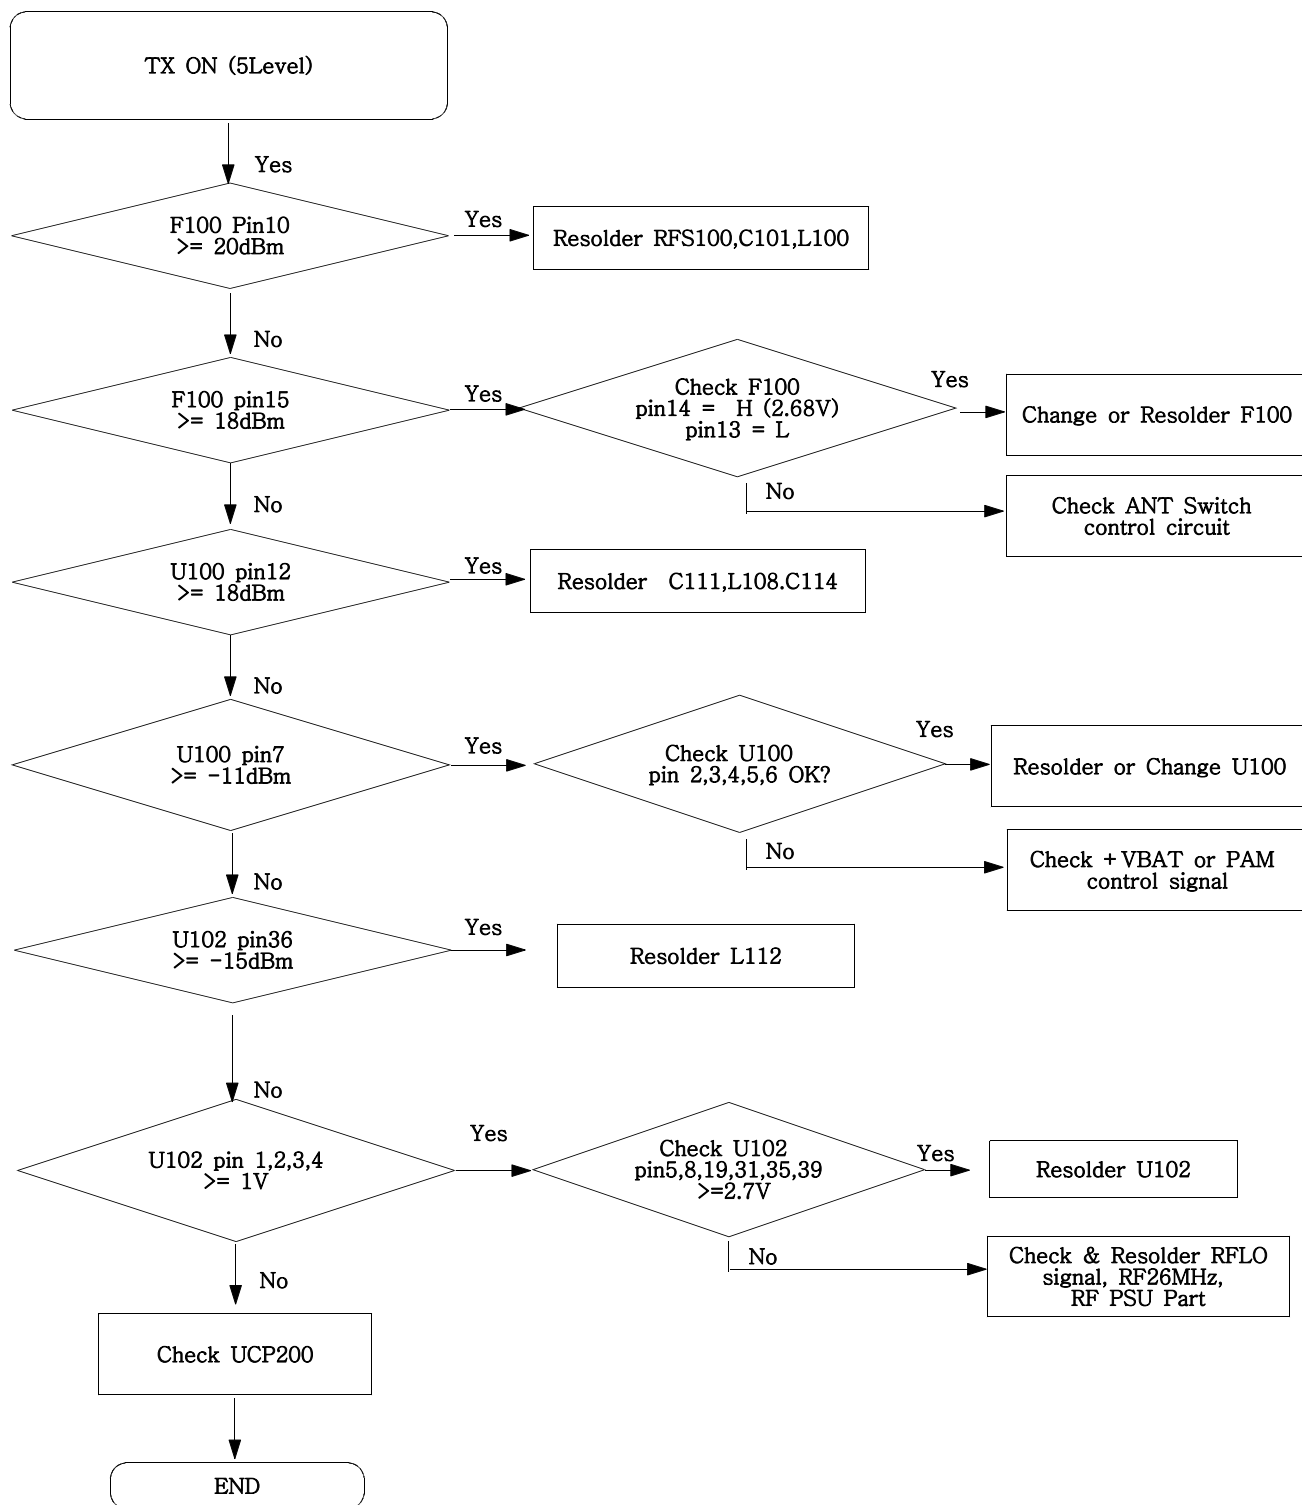 TX ON (5Level)
Yes
F100 Pin10
>= 20dBm
Yes
Resolder RFS100,C101,L100
No
F100 pin15
>= 18dBm
Yes
Check F100
pin14 = H (2.68V)
pin13 = L
Yes
Change or Resolder F100
No
Check ANT Switch
control circuit
No
U100 pin12
>= 18dBm
Yes
Resolder C111,L108.C114
No
U100 pin7
>= -11dBm
Yes
Check U100
pin 2,3,4,5,6 OK?
Yes
Resolder or Change U100
No
Check +VBAT or PAM
control signal
No
U102 pin36
>= -15dBm
Yes
Resolder L112
No
U102 pin 1,2,3,4
>= 1V
Yes
Check U102
pin5,8,19,31,35,39
>=2.7V
Yes
Resolder U102
No
Check & Resolder RFLO
signal, RF26MHz,
RF PSU Part
No
Check UCP200
END